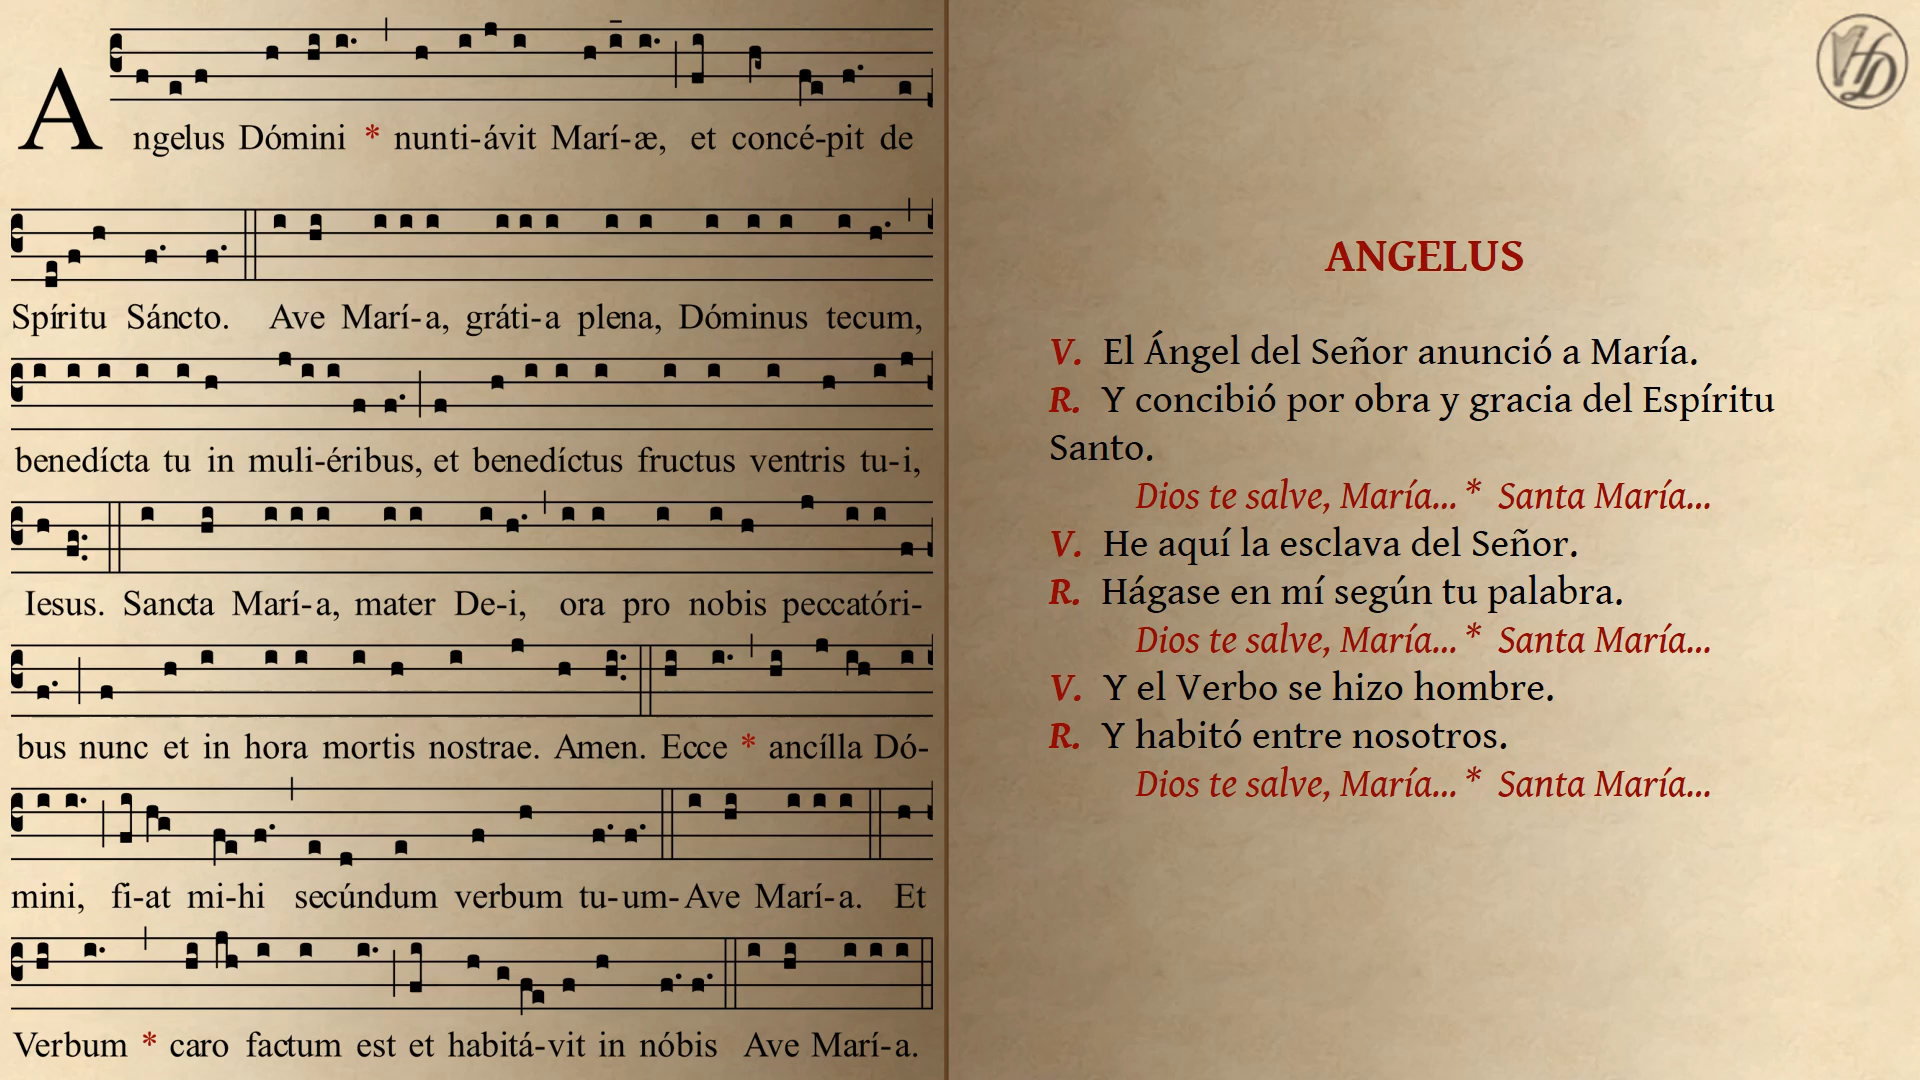 Angelus Dómini * nunti-ávit Marí-æ, et concé-pit de
Spíritu Sáncto. Ave Marí-a, gráti-a plena, Dóminus tecum,
benedícta tu in muli-éribus, et benedíctus fructus ventris tu-i,
Iesus. Sancta Marí-a, mater De-i, ora pro nobis peccatóri-
bus nunc et in hora mortis nostrae. Amen. Ecce * ancílla Dó-
mini, fi-at mi-hi secúndum verbum tu-um-Ave Marí-a. Et
Verbum * caro factum est et habitá-vit in nóbis Ave Marí-a.
HD
ANGELUS
V. El Ángel del Señor anunció a María.
R. Y concibió por obra y gracia del Espíritu
Santo.
Dios te salve, María... * Santa María...
V. He aquí la esclava del Señor.
R. Hágase en mí según tu palabra.
Dios te salve, María... * Santa María...
V. Y el Verbo se hizo hombre.
R. Y habitó entre nosotros.
Dios te salve, María... * Santa María...